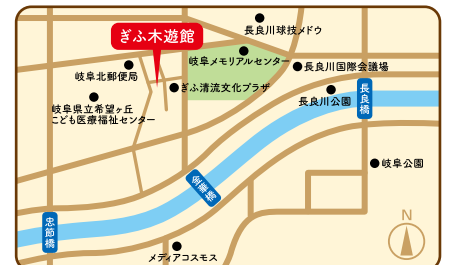 ぎふ木遊館
長良川球技メドウ
岐阜メモリアルセンター
長良川国際会議場
岐阜北郵便局
ぎふ清流文化プラザ
長良川公園
長良橋
岐阜県立希望ヶ丘
こども医療福祉センター
岐阜公園
金華橋
忠節橋
メディアコスモス
N